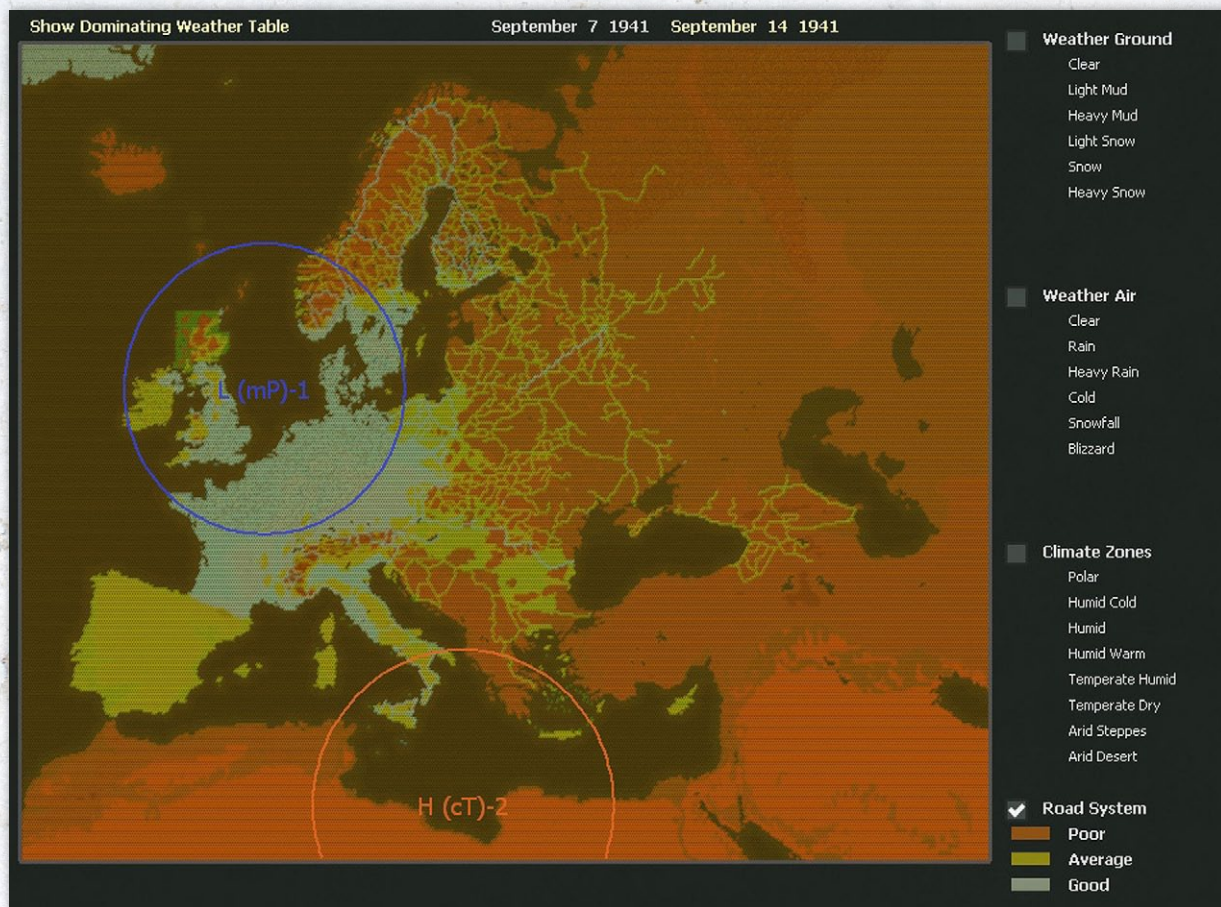 Show Dominating Weather Table
September 7 1941 September 14 1941
L (mP)-1
H (cT)-2
Weather Ground
Clear
Light Mud
Heavy Mud
Light Snow
Snow
Heavy Snow
Weather Air
Clear
Rain
Heavy Rain
Cold
Snowfall
Blizzard
Climate Zones
Polar
Humid Cold
Humid
Humid Warm
Temperate Humid
Temperate Dry
Arid Steppes
Arid Desert
Road System
Poor
Average
Good